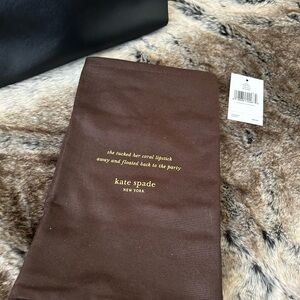 she tucked her coral lipstick
away and floated back to the party
kate spade
NEW YORK